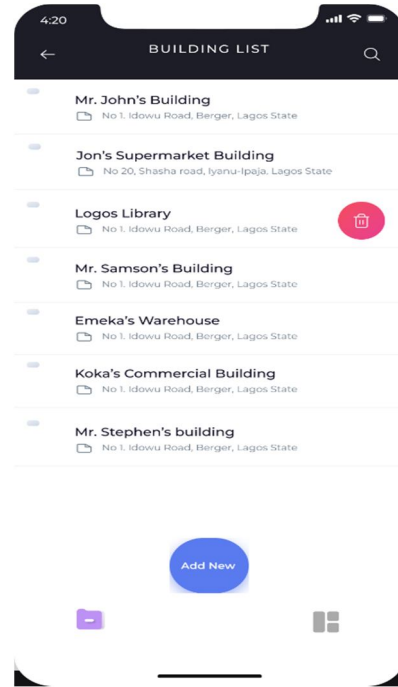 4:20
BUILDING LIST
Mr. John's Building
No 1. Idowu Road, Berger, Lagos State
Jon's Supermarket Building
No 20, Shasha road, Iyanu-Ipaja. Lagos State
Logos Library
No 1. Idowu Road, Berger, Lagos State
Mr. Samson's Building
No 1. Idowu Road, Berger, Lagos State
Emeka's Warehouse
No 1. Idowu Road, Berger, Lagos State
Koka's Commercial Building
No 1. Idowu Road, Berger, Lagos State
Mr. Stephen's building
No 1. Idowu Road, Berger, Lagos State
Add New